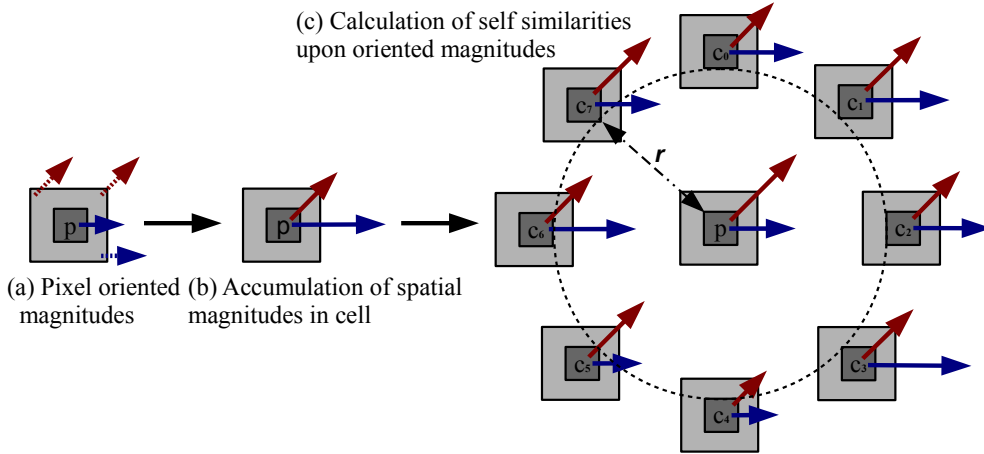 (c) Calculation of self similarities
upon oriented magnitudes
c₀
c₁
c₇
r
p
p
c₆
p
c₂
(a) Pixel oriented
magnitudes
(b) Accumulation of spatial
magnitudes in cell
c₅
c₃
c₄